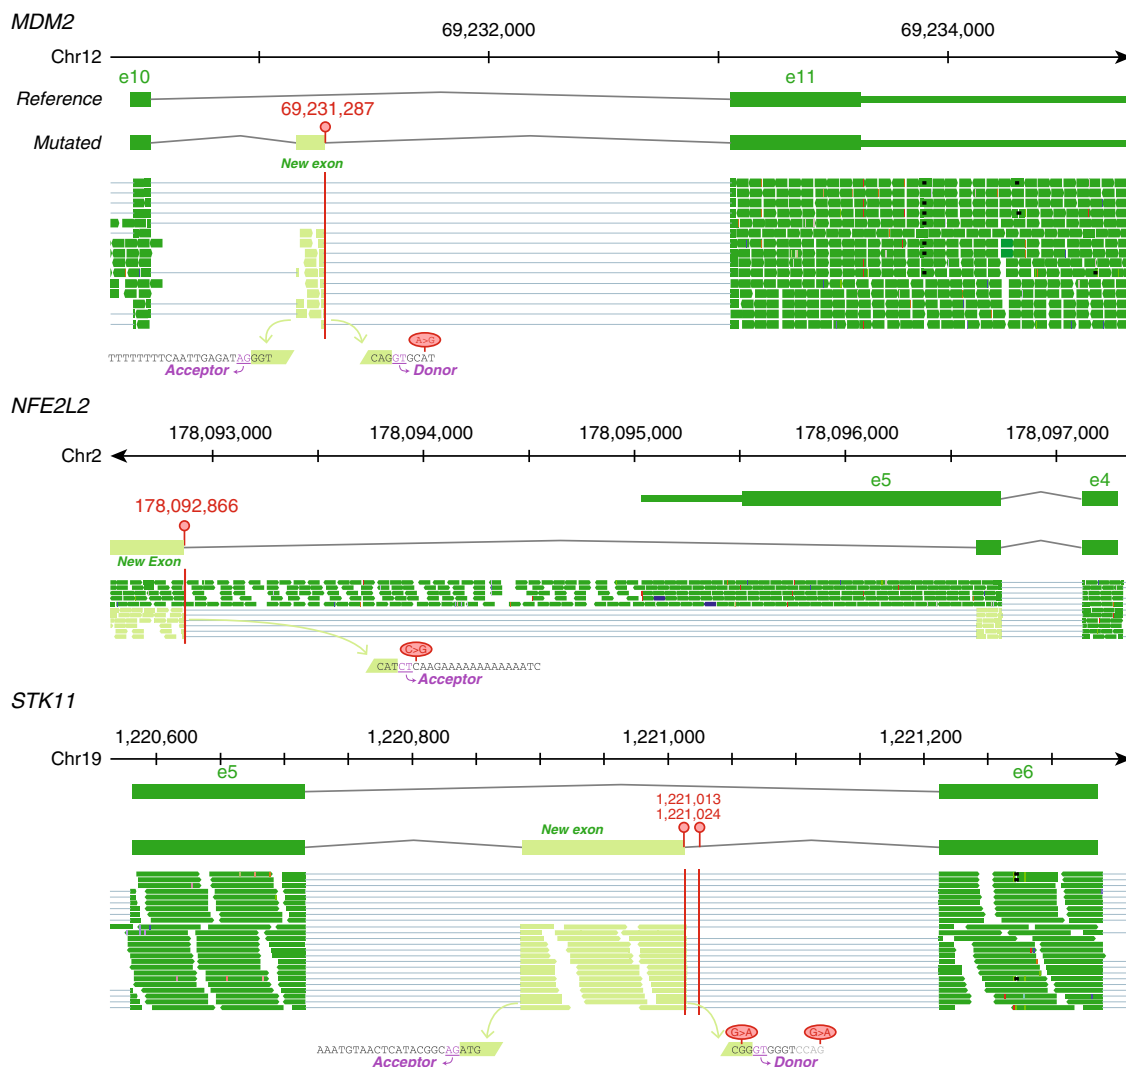 MDM2
69,232,000 69,234,000
Chr12
e10 e11
Reference
69,231,287
Mutated
New exon
A>G
TTTTTTTTCAATTGAGATAGGGT CAGGTGCAT
Acceptor Donor
NFE2L2
178,093,000 178,094,000 178,095,000 178,096,000 178,097,000
Chr2
e5 e4
178,092,866
New Exon
C>G
CATCTCAAGAAAAAAAAAAAATC
Acceptor
STK11
1,220,600 1,220,800 1,221,000 1,221,200
Chr19
e5 e6
1,221,013
1,221,024
New exon
G>A G>A
AAATGTAACTCATACGGCAGATG CGGGTGGGTCCAG
Acceptor Donor